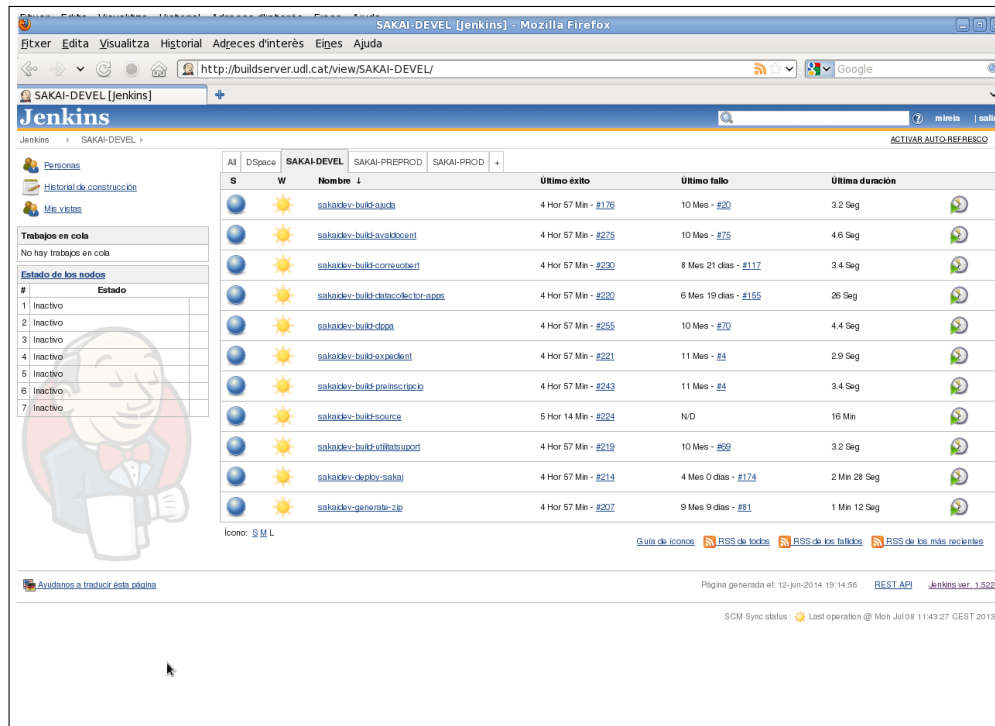 SAKAI-DEVEL [Jenkins] - Mozilla Firefox
Fitxer Edita Visualitza Historial Adreces d'interès Eines Ajuda
http://buildserver.udl.cat/view/SAKAI-DEVEL/ Google
SAKAI-DEVEL [Jenkins]
Jenkins mireia | sali
Jenkins SAKAI-DEVEL ACTIVAR AUTO-REFRESCO
Personas
Historial de construcción
Mis vistas
Trabajos en cola
No hay trabajos en cola
Estado de los nodos
# Estado
1 Inactivo
2 Inactivo
3 Inactivo
4 Inactivo
5 Inactivo
6 Inactivo
7 Inactivo
All DSpace SAKAI-DEVEL SAKAI-PREPROD SAKAI-PROD +
S W Nombre ↓ Último éxito Último fallo Última duración
sakaidev-build-ajuda 4 Hor 57 Min - #176 10 Mes - #20 3.2 Seg
sakaidev-build-avaldocent 4 Hor 57 Min - #275 10 Mes - #75 4.6 Seg
sakaidev-build-correuobert 4 Hor 57 Min - #230 8 Mes 21 días - #117 3.4 Seg
sakaidev-build-datacollector-apps 4 Hor 57 Min - #220 6 Mes 19 días - #155 26 Seg
sakaidev-build-dppa 4 Hor 57 Min - #255 10 Mes - #70 4.4 Seg
sakaidev-build-expedient 4 Hor 57 Min - #221 11 Mes - #4 2.9 Seg
sakaidev-build-preinscripcio 4 Hor 57 Min - #243 11 Mes - #4 3.4 Seg
sakaidev-build-source 5 Hor 14 Min - #224 N/D 16 Min
sakaidev-build-utilitatsuport 4 Hor 57 Min - #219 10 Mes - #69 3.2 Seg
sakaidev-deploy-sakai 4 Hor 57 Min - #214 4 Mes 0 días - #174 2 Min 28 Seg
sakaidev-generate-zip 4 Hor 57 Min - #207 9 Mes 9 días - #81 1 Min 12 Seg
Ícono: S M L
Guía de íconos RSS de todos RSS de los fallidos RSS de los más recientes
Ayudanos a traducir ésta página Página generada el: 12-jun-2014 19:14:56 REST API Jenkins ver. 1.522
SCM Sync status : Last operation @ Mon Jul 08 11:43:27 CEST 2013